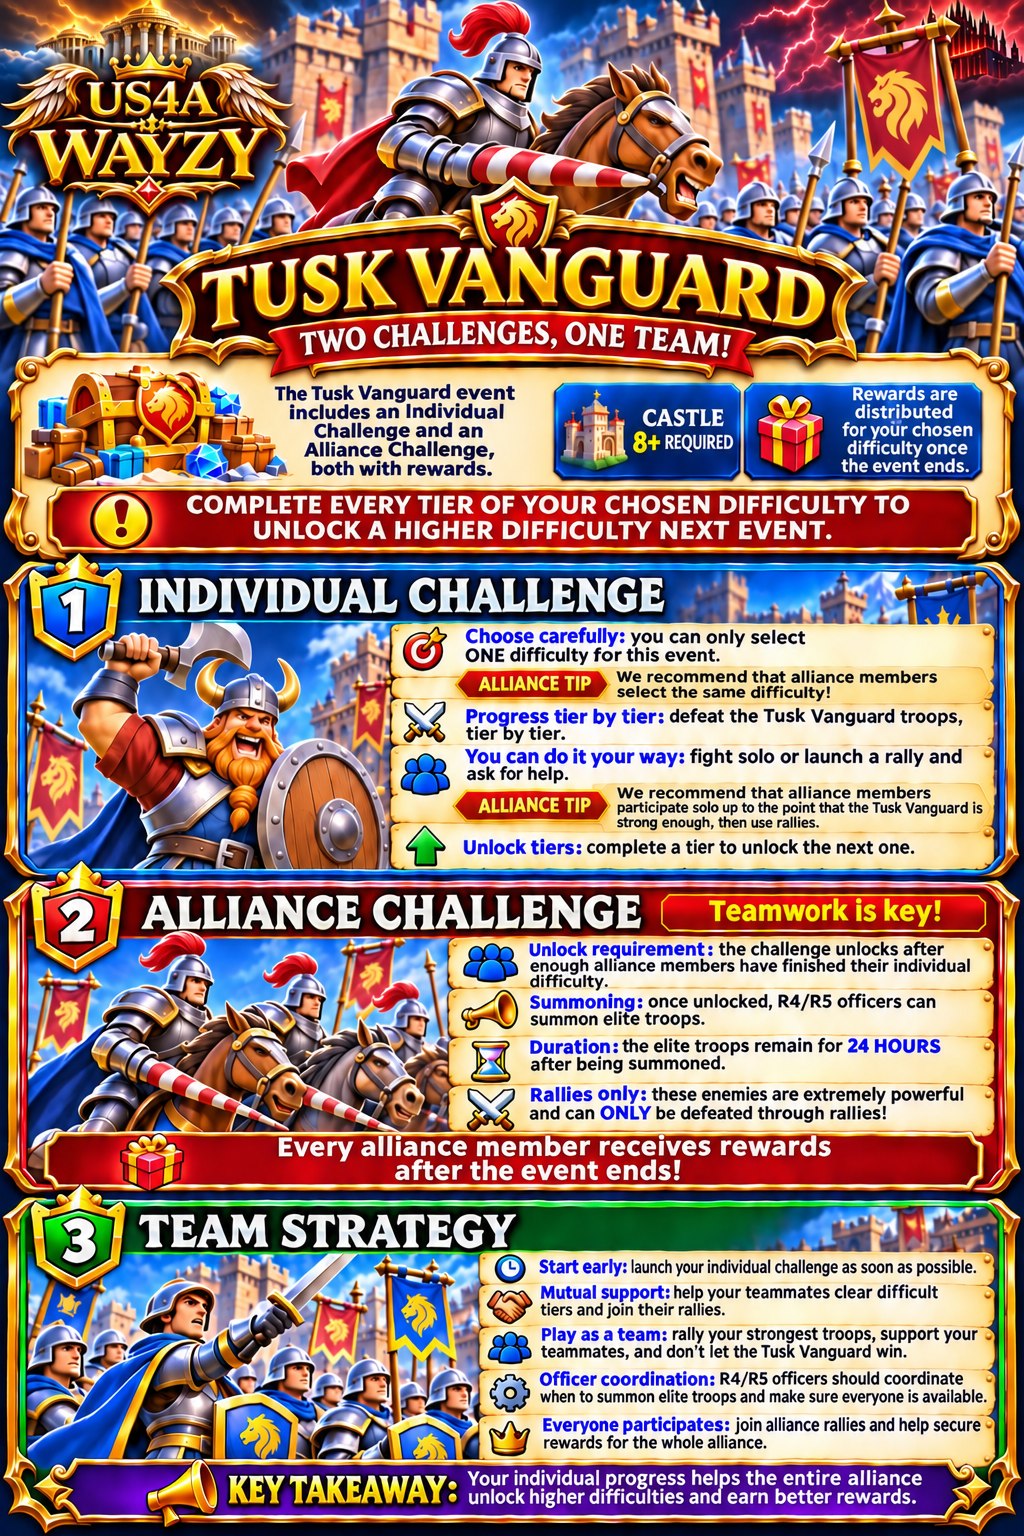 US4A
WAYZY
TUSK VANGUARD
TWO CHALLENGES, ONE TEAM!
The Tusk Vanguard event
includes an Individual
Challenge and an
Alliance Challenge,
both with rewards.
CASTLE
8+ REQUIRED
Rewards are
distributed
for your chosen
difficulty once
the event ends.
!
COMPLETE EVERY TIER OF YOUR CHOSEN DIFFICULTY TO
UNLOCK A HIGHER DIFFICULTY NEXT EVENT.
1
INDIVIDUAL CHALLENGE
Choose carefully: you can only select
ONE difficulty for this event.
ALLIANCE TIP
We recommend that alliance members
select the same difficulty!
Progress tier by tier: defeat the Tusk Vanguard troops,
tier by tier.
You can do it your way: fight solo or launch a rally and
ask for help.
ALLIANCE TIP
We recommend that alliance members
participate solo up to the point that the Tusk Vanguard is
strong enough, then use rallies.
Unlock tiers: complete a tier to unlock the next one.
2
ALLIANCE CHALLENGE
Teamwork is key!
Unlock requirement: the challenge unlocks after
enough alliance members have finished their individual
difficulty.
Summoning: once unlocked, R4/R5 officers can
summon elite troops.
Duration: the elite troops remain for 24 HOURS
after being summoned.
Rallies only: these enemies are extremely powerful
and can ONLY be defeated through rallies!
Every alliance member receives rewards
after the event ends!
3
TEAM STRATEGY
Start early: launch your individual challenge as soon as possible.
Mutual support: help your teammates clear difficult
tiers and join their rallies.
Play as a team: rally your strongest troops, support your
teammates, and don't let the Tusk Vanguard win.
Officer coordination: R4/R5 officers should coordinate
when to summon elite troops and make sure everyone is available.
Everyone participates: join alliance rallies and help secure
rewards for the whole alliance.
KEY TAKEAWAY:
Your individual progress helps the entire alliance
unlock higher difficulties and earn better rewards.